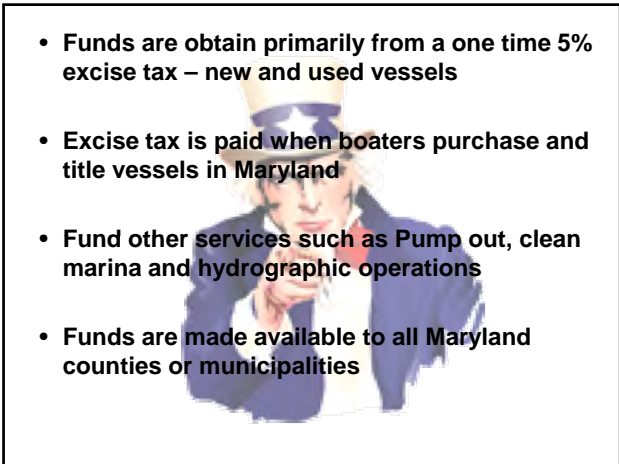 • Funds are obtain primarily from a one time 5%
excise tax – new and used vessels
• Excise tax is paid when boaters purchase and
title vessels in Maryland
• Fund other services such as Pump out, clean
marina and hydrographic operations
• Funds are made available to all Maryland
counties or municipalities